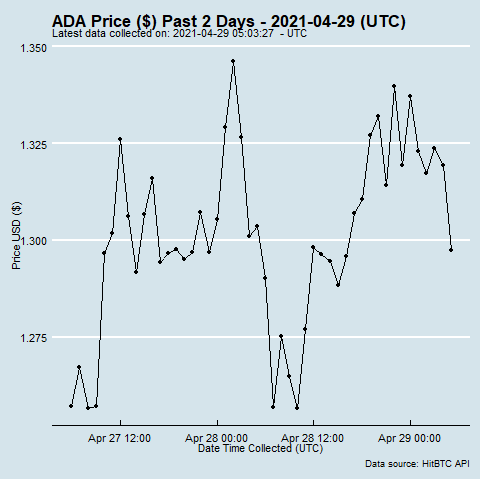 ADA Price ($) Past 2 Days - 2021-04-29 (UTC)
Latest data collected on: 2021-04-29 05:03:27  - UTC
1.350
1.325
1.300
1.275
Price USD ($)
Apr 27 12:00
Apr 28 00:00
Apr 28 12:00
Apr 29 00:00
Date Time Collected (UTC)
Data source: HitBTC API